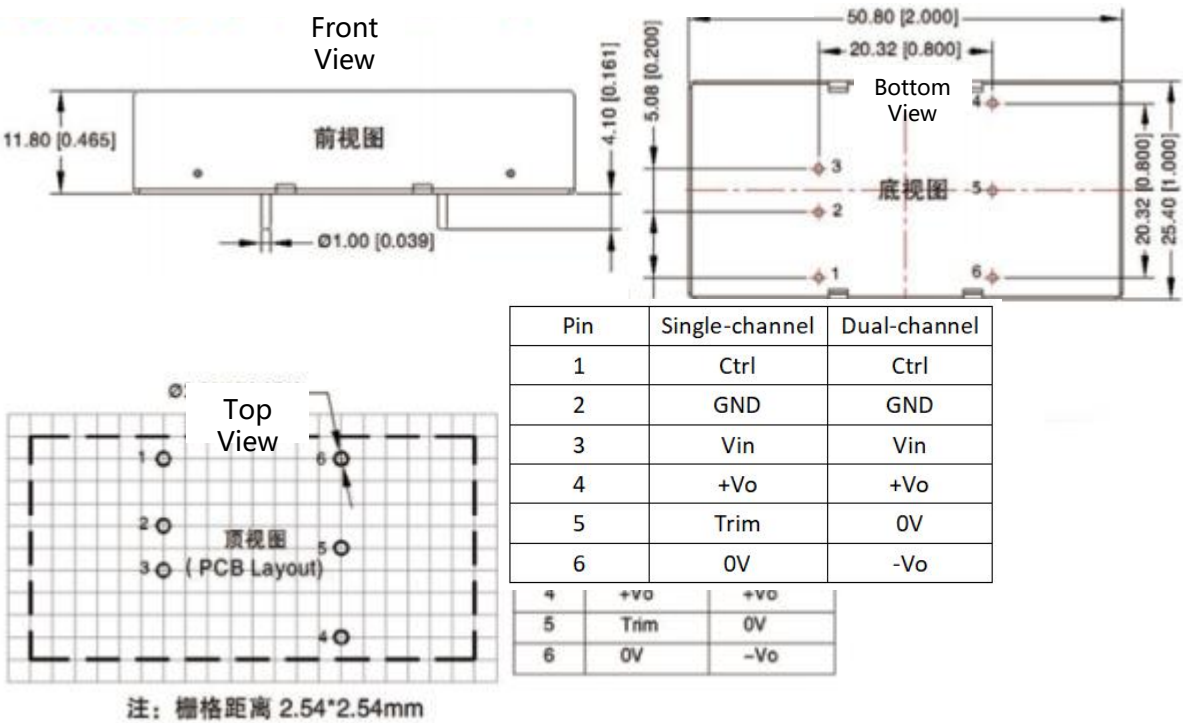 Front
View
前视图
11.80 [0.465]
4.10 [0.161]
Ø1.00 [0.039]
50.80 [2.000]
20.32 [0.800]
5.08 [0.200]
Bottom
View
底视图
4
3
5
2
1
6
20.32 [0.800]
25.40 [1.000]
Pin Single-channel Dual-channel
1 Ctrl Ctrl
2 GND GND
3 Vin Vin
4 +Vo +Vo
5 Trim 0V
6 0V -Vo
4 +Vo +Vo
5 Trim 0V
6 0V −Vo
Ø
Top
View
1
6
2
顶视图
5
3
( PCB Layout)
4
注：栅格距离 2.54*2.54mm